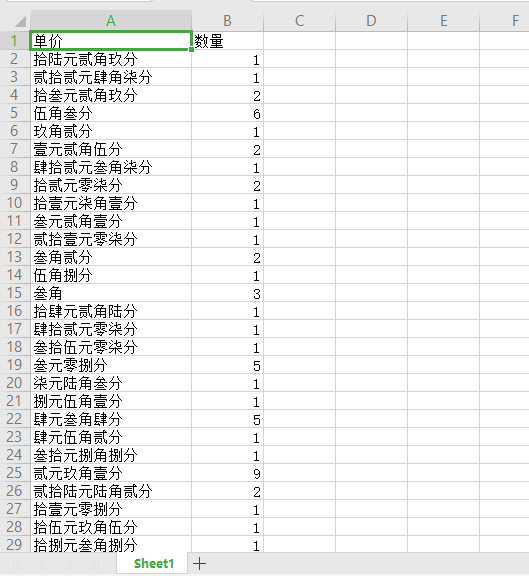 A B C D E F
1 单价 数量
2 拾陆元贰角玖分 1
3 贰拾贰元肆角柒分 1
4 拾叁元贰角玖分 2
5 伍角叁分 6
6 玖角贰分 1
7 壹元贰角伍分 2
8 肆拾贰元叁角柒分 1
9 拾贰元零柒分 2
10 拾壹元柒角壹分 1
11 叁元贰角壹分 1
12 贰拾壹元零柒分 1
13 叁角贰分 2
14 伍角捌分 1
15 叁角 3
16 拾肆元贰角陆分 1
17 肆拾贰元零柒分 1
18 叁拾伍元零柒分 1
19 叁元零捌分 5
20 柒元陆角叁分 1
21 捌元伍角壹分 1
22 肆元叁角肆分 5
23 肆元伍角贰分 1
24 叁拾元捌角捌分 1
25 贰元玖角壹分 9
26 贰拾陆元陆角贰分 2
27 拾壹元零捌分 1
28 拾伍元玖角伍分 1
29 拾捌元叁角捌分 1
Sheet1